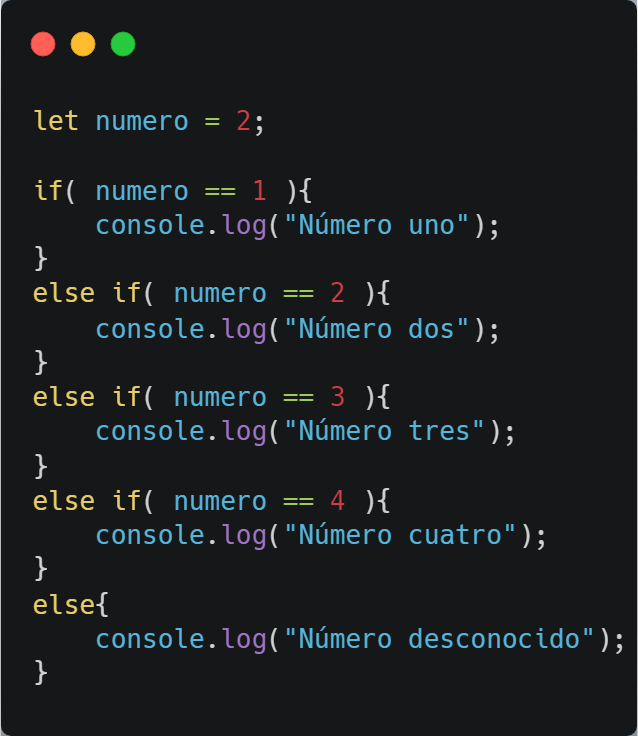 let numero = 2;

if( numero == 1 ){
    console.log("Número uno");
}
else if( numero == 2 ){
    console.log("Número dos");
}
else if( numero == 3 ){
    console.log("Número tres");
}
else if( numero == 4 ){
    console.log("Número cuatro");
}
else{
    console.log("Número desconocido");
}